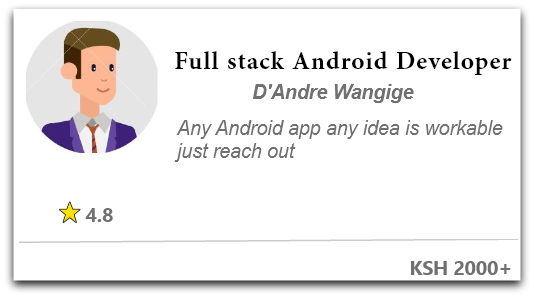 Full stack Android Developer
D'Andre Wangige
Any Android app any idea is workable
just reach out
4.8
KSH 2000+